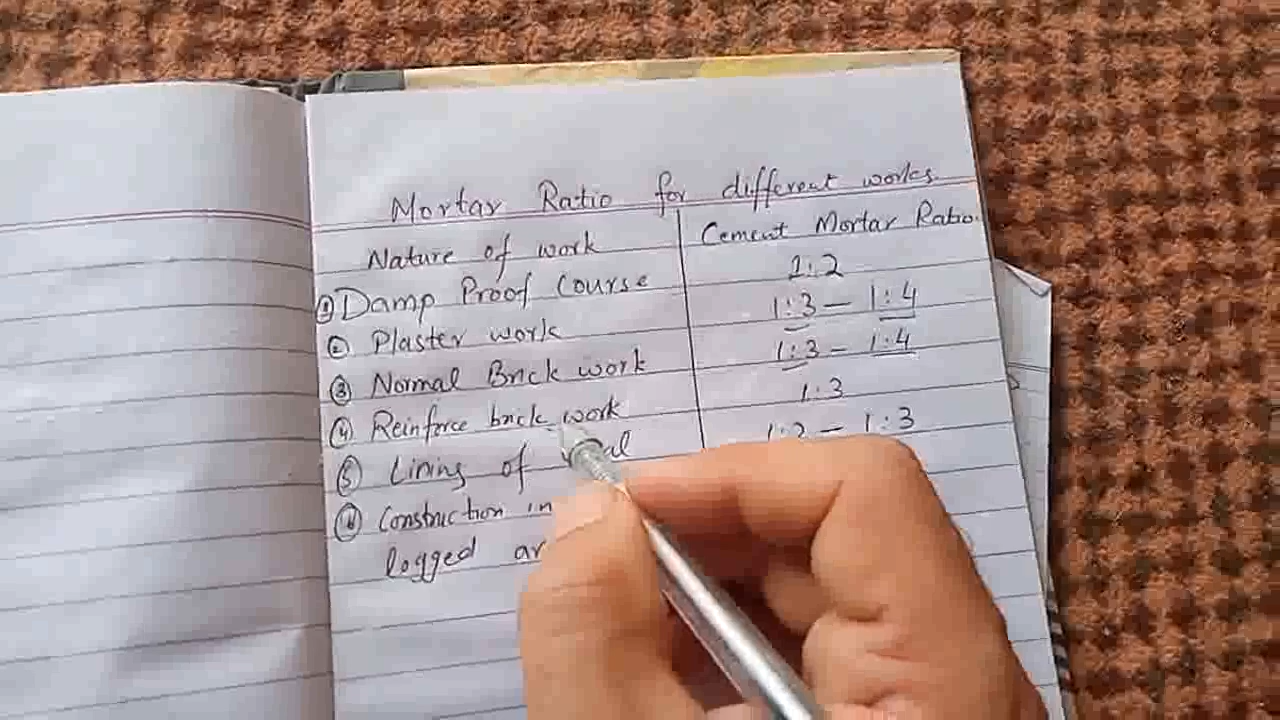 Mortar Ratio for different works
Nature of work Cement Mortar Ratio
① Damp Proof Course 1:2
② Plaster work 1:3 – 1:4
③ Normal Brick work 1:3 – 1:4
④ Reinforce brick work 1:3
⑤ Lining of 1:2 – 1:3
⑥ Construction in
logged